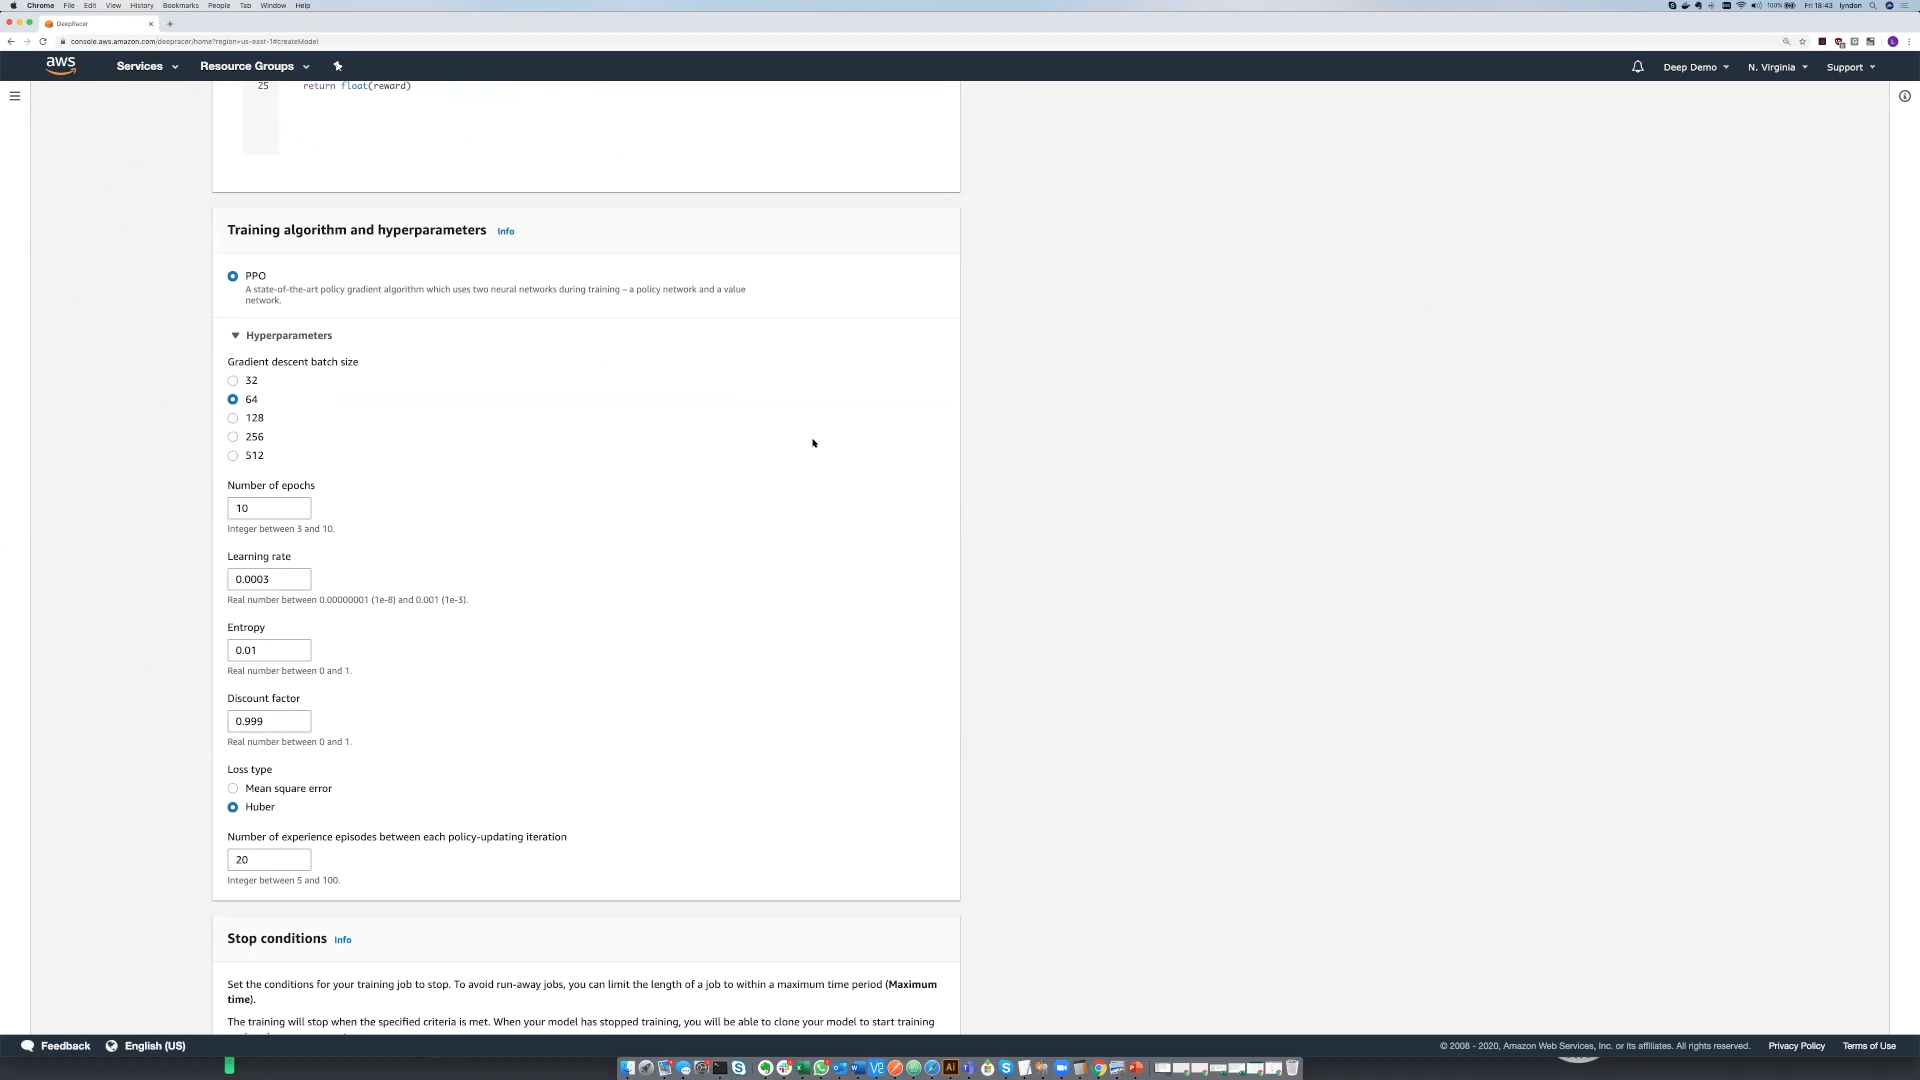 Chrome File Edit View History Bookmarks People Tab Window Help
100% Fri 18:43 lyndon
DeepRacer
console.aws.amazon.com/deepracer/home?region=us-east-1#createModel
aws Services Resource Groups Deep Demo N. Virginia Support
25 return float(reward)
Training algorithm and hyperparameters Info
PPO
A state-of-the-art policy gradient algorithm which uses two neural networks during training – a policy network and a value
network.
Hyperparameters
Gradient descent batch size
32
64
128
256
512
Number of epochs
10
Integer between 3 and 10.
Learning rate
0.0003
Real number between 0.00000001 (1e-8) and 0.001 (1e-3).
Entropy
0.01
Real number between 0 and 1.
Discount factor
0.999
Real number between 0 and 1.
Loss type
Mean square error
Huber
Number of experience episodes between each policy-updating iteration
20
Integer between 5 and 100.
Stop conditions Info
Set the conditions for your training job to stop. To avoid run-away jobs, you can limit the length of a job to within a maximum time period (Maximum
time).
The training will stop when the specified criteria is met. When your model has stopped training, you will be able to clone your model to start training
Feedback English (US) © 2008 - 2020, Amazon Web Services, Inc. or its affiliates. All rights reserved. Privacy Policy Terms of Use